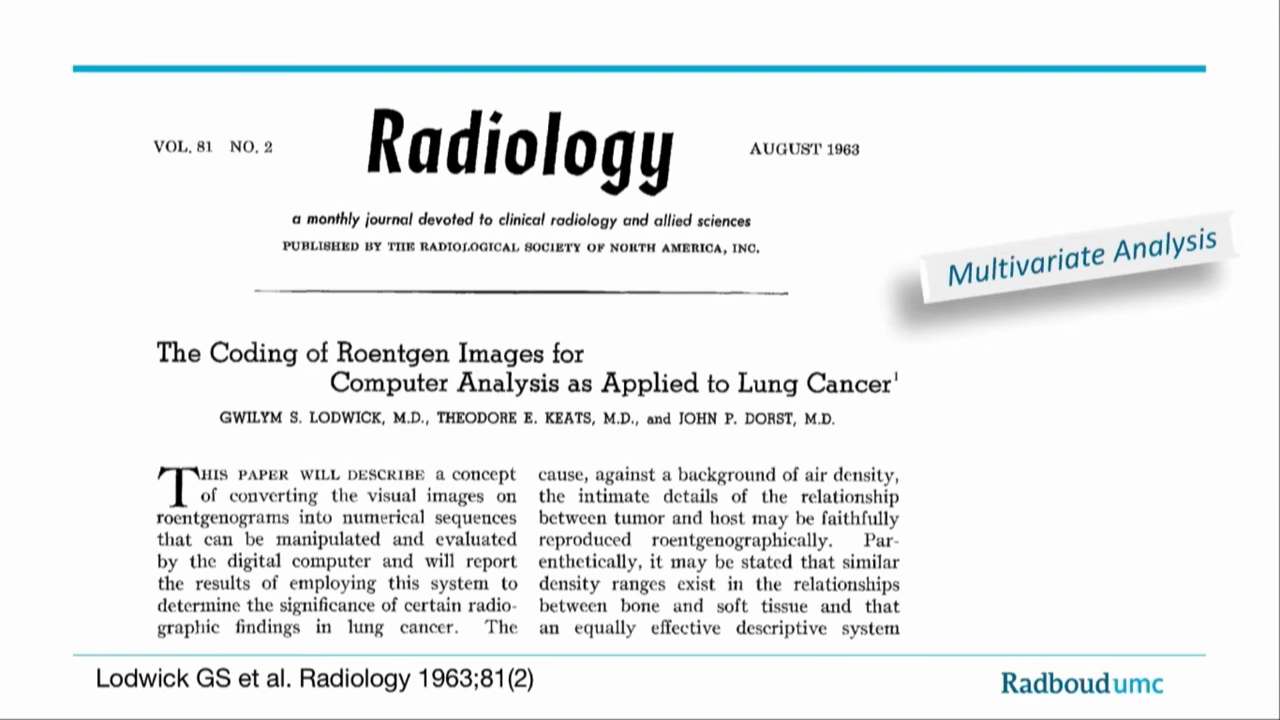 VOL. 81 NO. 2
Radiology
AUGUST 1963
a monthly journal devoted to clinical radiology and allied sciences
PUBLISHED BY THE RADIOLOGICAL SOCIETY OF NORTH AMERICA, INC.
Multivariate Analysis
The Coding of Roentgen Images for
Computer Analysis as Applied to Lung Cancer¹
GWILYM S. LODWICK, M.D., THEODORE E. KEATS, M.D., and JOHN P. DORST, M.D.
THIS PAPER WILL DESCRIBE a concept
of converting the visual images on
roentgenograms into numerical sequences
that can be manipulated and evaluated
by the digital computer and will report
the results of employing this system to
determine the significance of certain radio-
graphic findings in lung cancer. The
cause, against a background of air density,
the intimate details of the relationship
between tumor and host may be faithfully
reproduced roentgenographically. Par-
enthetically, it may be stated that similar
density ranges exist in the relationships
between bone and soft tissue and that
an equally effective descriptive system
Lodwick GS et al. Radiology 1963;81(2)
Radboudumc